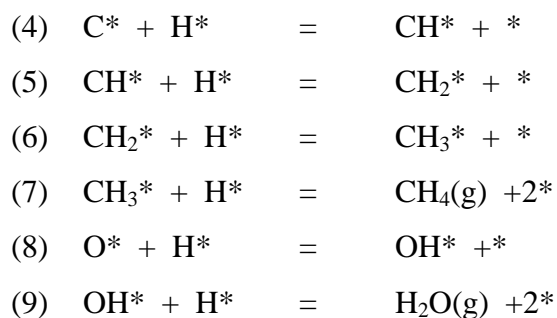 (4) C* + H* = CH* + *
(5) CH* + H* = CH₂* + *
(6) CH₂* + H* = CH₃* + *
(7) CH₃* + H* = CH₄(g) +2*
(8) O* + H* = OH* +*
(9) OH* + H* = H₂O(g) +2*